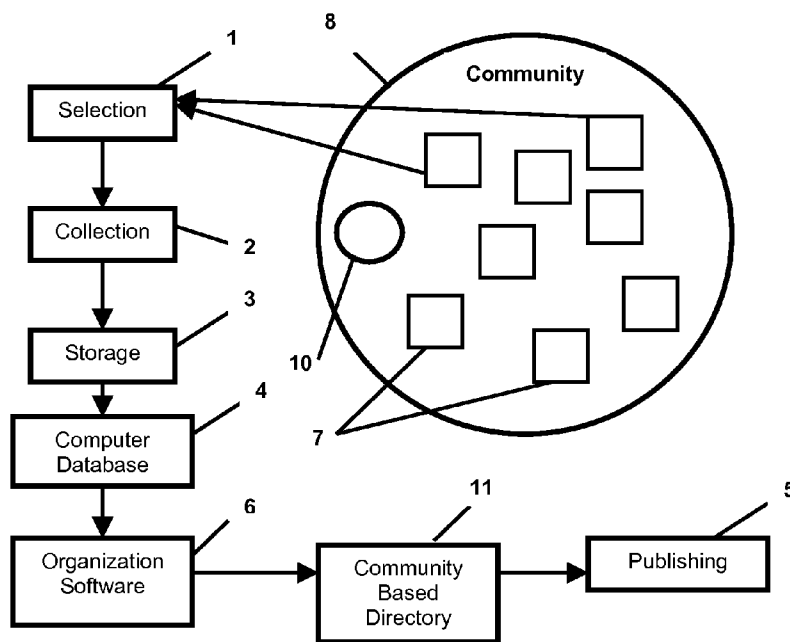 1
8
Community
Selection
Collection
2
3
Storage
10
4
7
Computer
Database
6
11
5
Organization
Software
Community
Based
Directory
Publishing